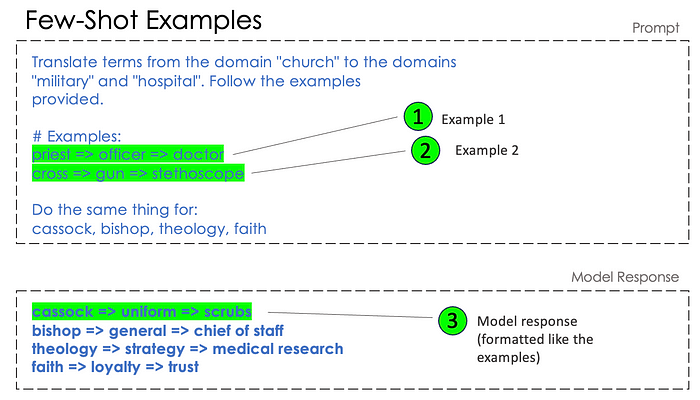 Few-Shot Examples
Prompt
Translate terms from the domain "church" to the domains
"military" and "hospital". Follow the examples
provided.
# Examples:
priest => officer => doctor
cross => gun => stethoscope
1
Example 1
2
Example 2
Do the same thing for:
cassock, bishop, theology, faith
Model Response
cassock => uniform => scrubs
bishop => general => chief of staff
theology => strategy => medical research
faith => loyalty => trust
3
Model response
(formatted like the
examples)